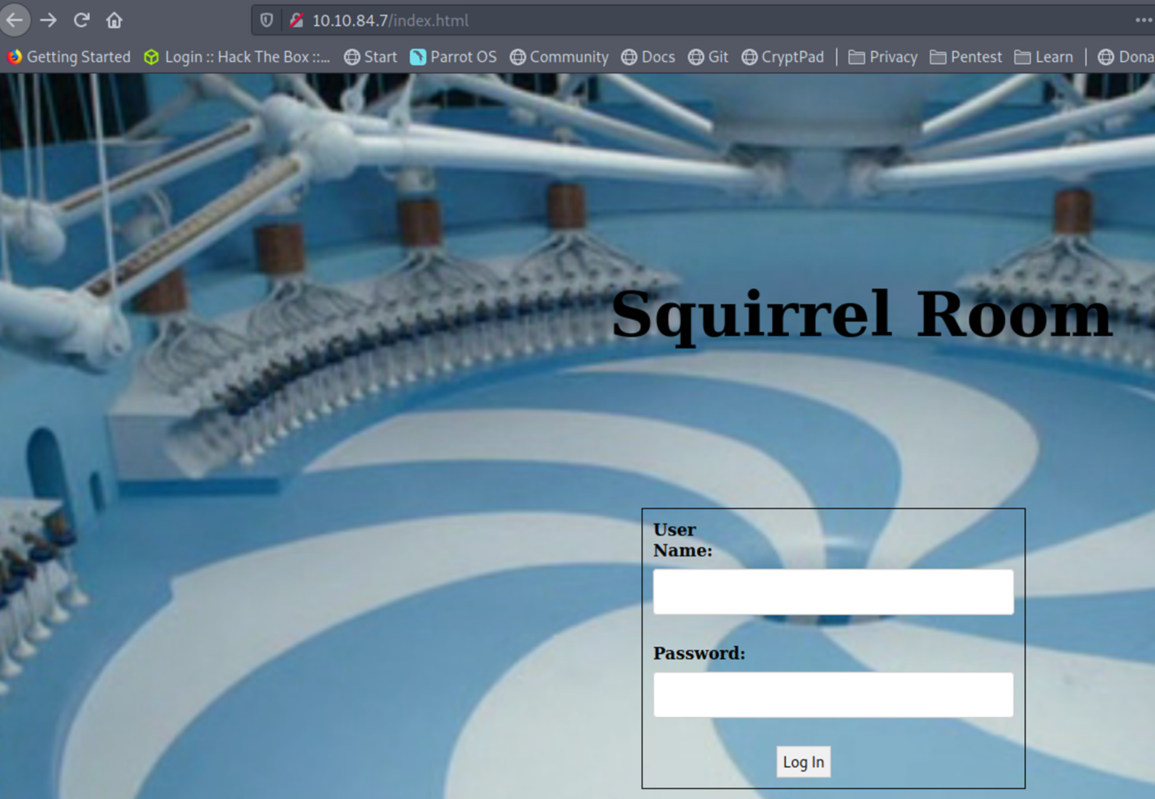 10.10.84.7/index.html
Getting Started Login :: Hack The Box ::... Start Parrot OS Community Docs Git CryptPad Privacy Pentest Learn Dona
Squirrel Room
User
Name:
Password:
Log In